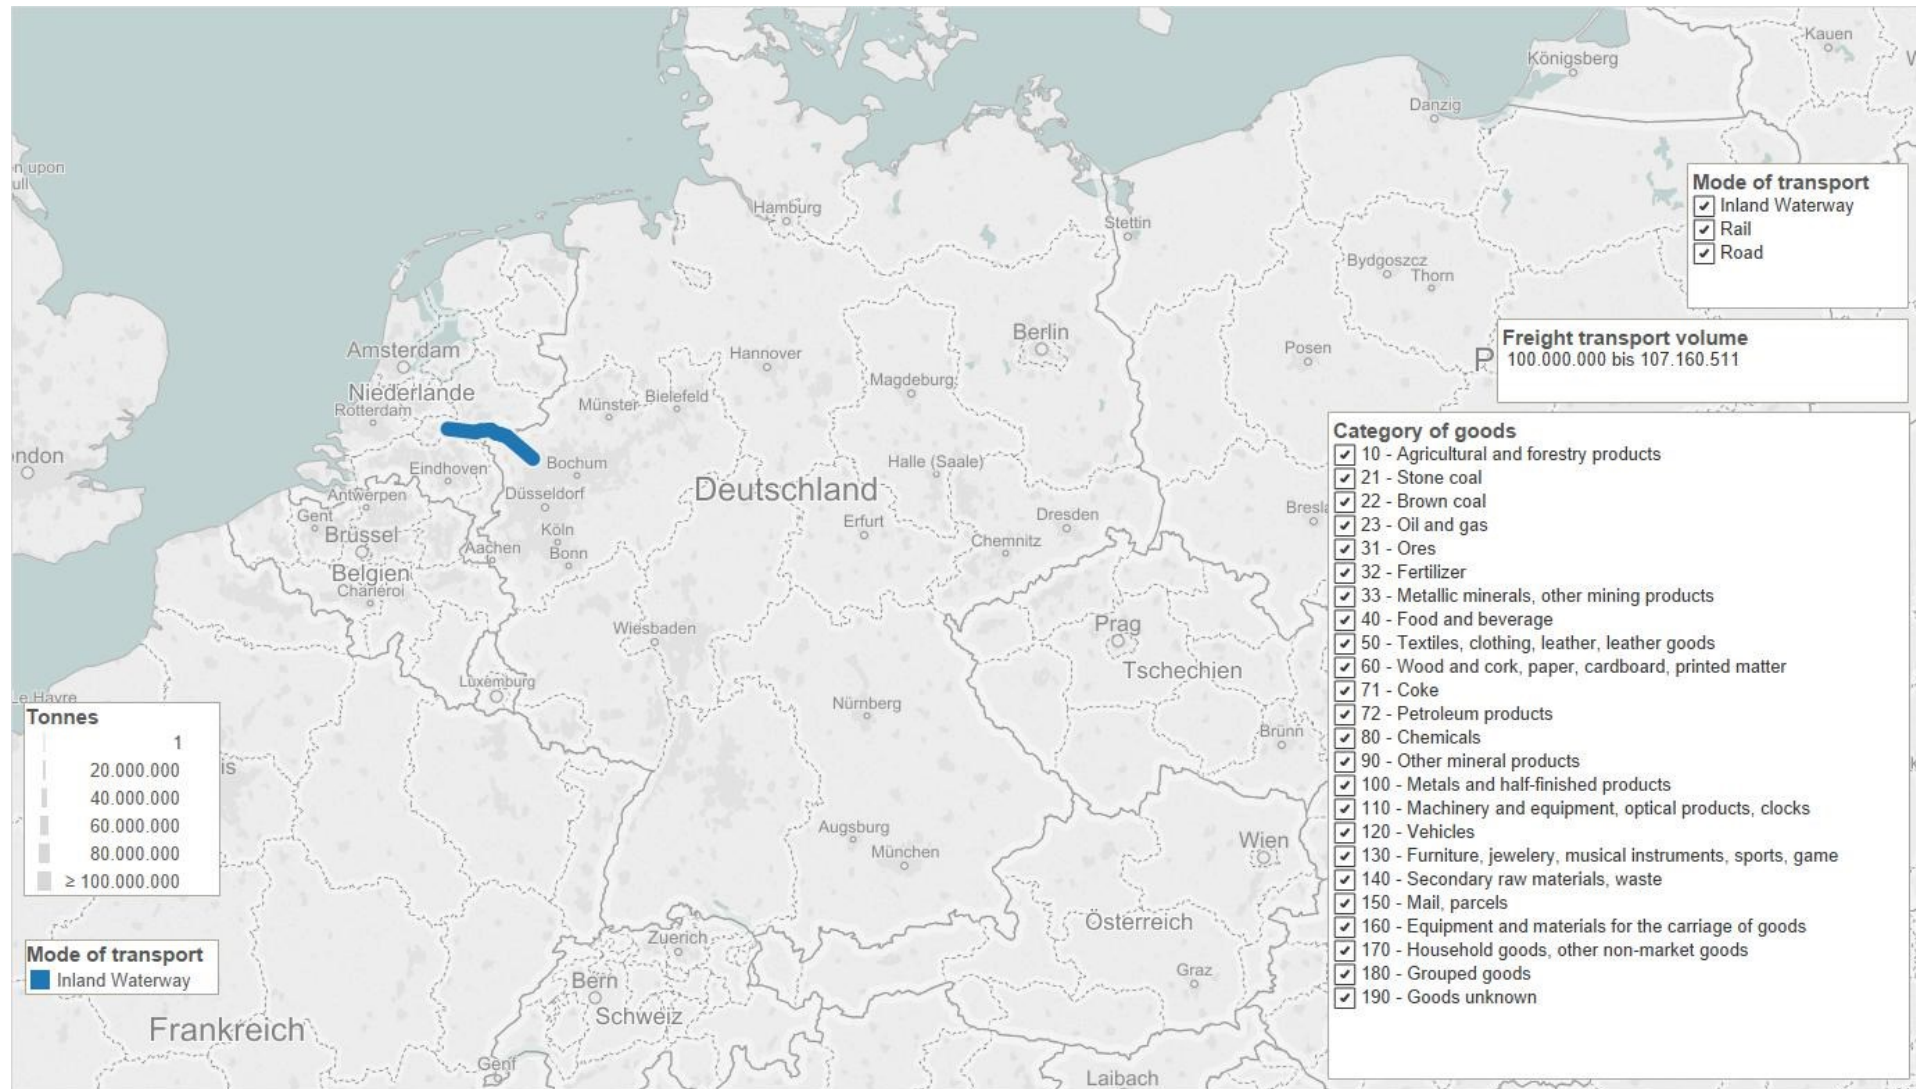 Kauen
Königsberg
Danzig
n upon
ull
Hamburg
Stettin
Mode of transport
Inland Waterway
Rail
Road
Bydgoszcz
Thorn
Berlin
Amsterdam
Hannover
Posen
P
Freight transport volume
100.000.000 bis 107.160.511
Magdeburg
Niederlande
Rotterdam
Münster
Bielefeld
ondon
Eindhoven
Bochum
Halle (Saale)
Deutschland
Antwerpen
Düsseldorf
Gent
Brüssel
Köln
Erfurt
Dresden
Bresla
Aachen
Bonn
Chemnitz
Belgien
Charleroi
Wiesbaden
Prag
Tschechien
Luxemburg
Le Havre
Nürnberg
Brünn
is
Augsburg
München
Wien
Österreich
Zuerich
Graz
Bern
Schweiz
Frankreich
Genf
Laibach
Category of goods
10 - Agricultural and forestry products
21 - Stone coal
22 - Brown coal
23 - Oil and gas
31 - Ores
32 - Fertilizer
33 - Metallic minerals, other mining products
40 - Food and beverage
50 - Textiles, clothing, leather, leather goods
60 - Wood and cork, paper, cardboard, printed matter
71 - Coke
72 - Petroleum products
80 - Chemicals
90 - Other mineral products
100 - Metals and half-finished products
110 - Machinery and equipment, optical products, clocks
120 - Vehicles
130 - Furniture, jewelery, musical instruments, sports, game
140 - Secondary raw materials, waste
150 - Mail, parcels
160 - Equipment and materials for the carriage of goods
170 - Household goods, other non-market goods
180 - Grouped goods
190 - Goods unknown
Tonnes
1
20.000.000
40.000.000
60.000.000
80.000.000
≥ 100.000.000
Mode of transport
Inland Waterway